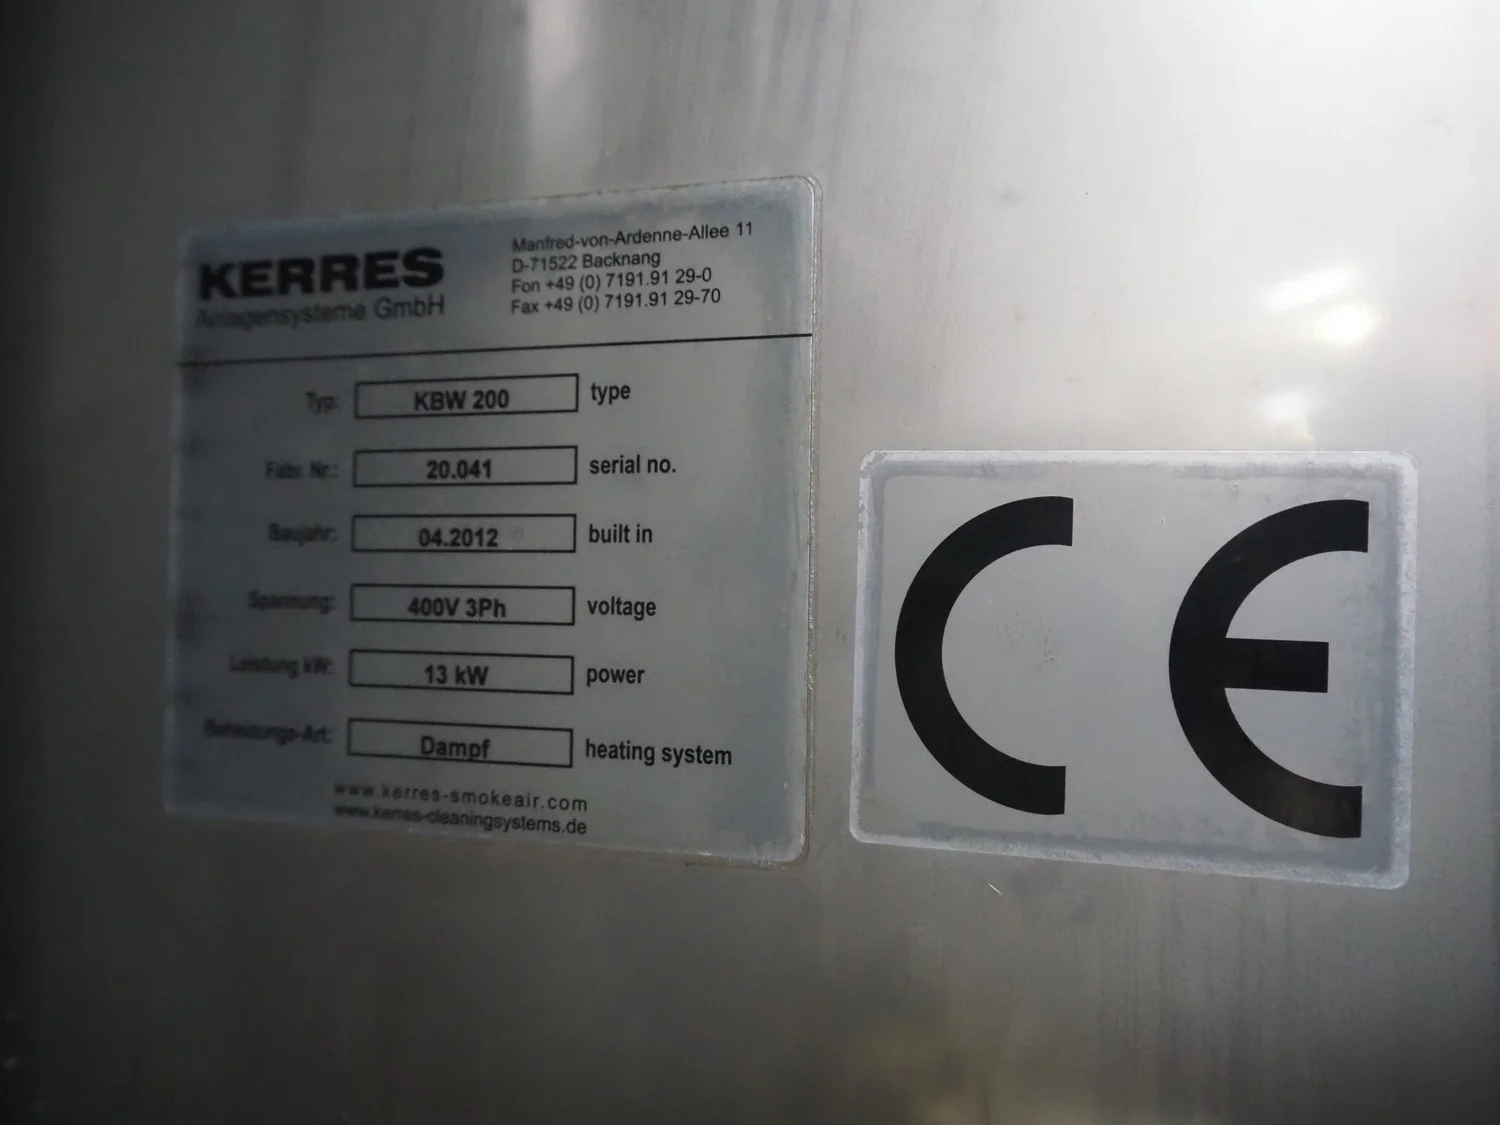 KERRES
Anlagensysteme GmbH
Manfred-von-Ardenne-Allee 11
D-71522 Backnang
Fon +49 (0) 7191.91 29-0
Fax +49 (0) 7191.91 29-70
Typ: KBW 200 type
Fabr. Nr.: 20.041 serial no.
Baujahr: 04.2012 built in
Spannung: 400V 3Ph voltage
Leistung kW: 13 kW power
Beheizungs-Art: Dampf heating system
www.kerres-smokeair.com
www.kerres-cleaningsystems.de
CE